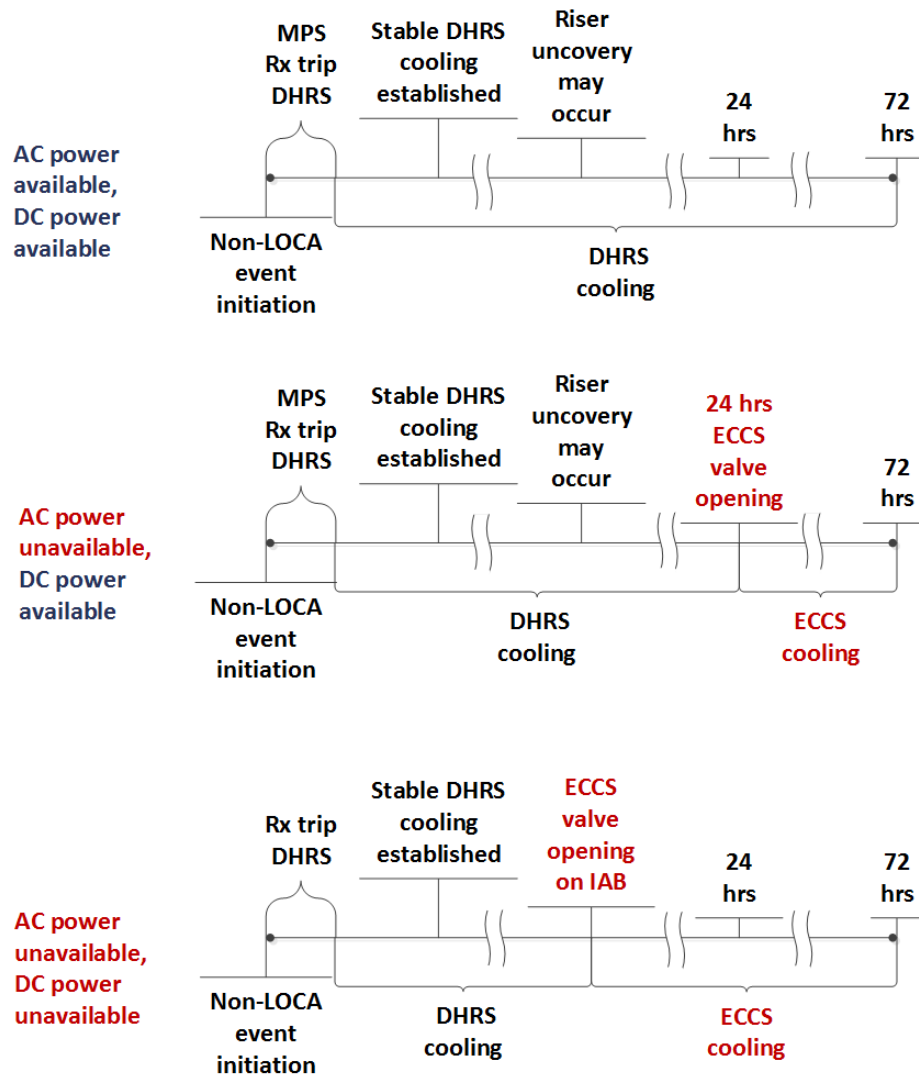 MPS
Rx trip
DHRS
Stable DHRS
cooling
established
Riser
uncovery
may
occur
24
hrs
72
hrs
AC power
available,
DC power
available
Non-LOCA
event
initiation
DHRS
cooling
MPS
Rx trip
DHRS
Stable DHRS
cooling
established
Riser
uncovery
may
occur
24 hrs
ECCS
valve
opening
72
hrs
AC power
unavailable,
DC power
available
Non-LOCA
event
initiation
DHRS
cooling
ECCS
cooling
Rx trip
DHRS
Stable DHRS
cooling
established
ECCS
valve
opening
on IAB
24
hrs
72
hrs
AC power
unavailable,
DC power
unavailable
Non-LOCA
event
initiation
DHRS
cooling
ECCS
cooling